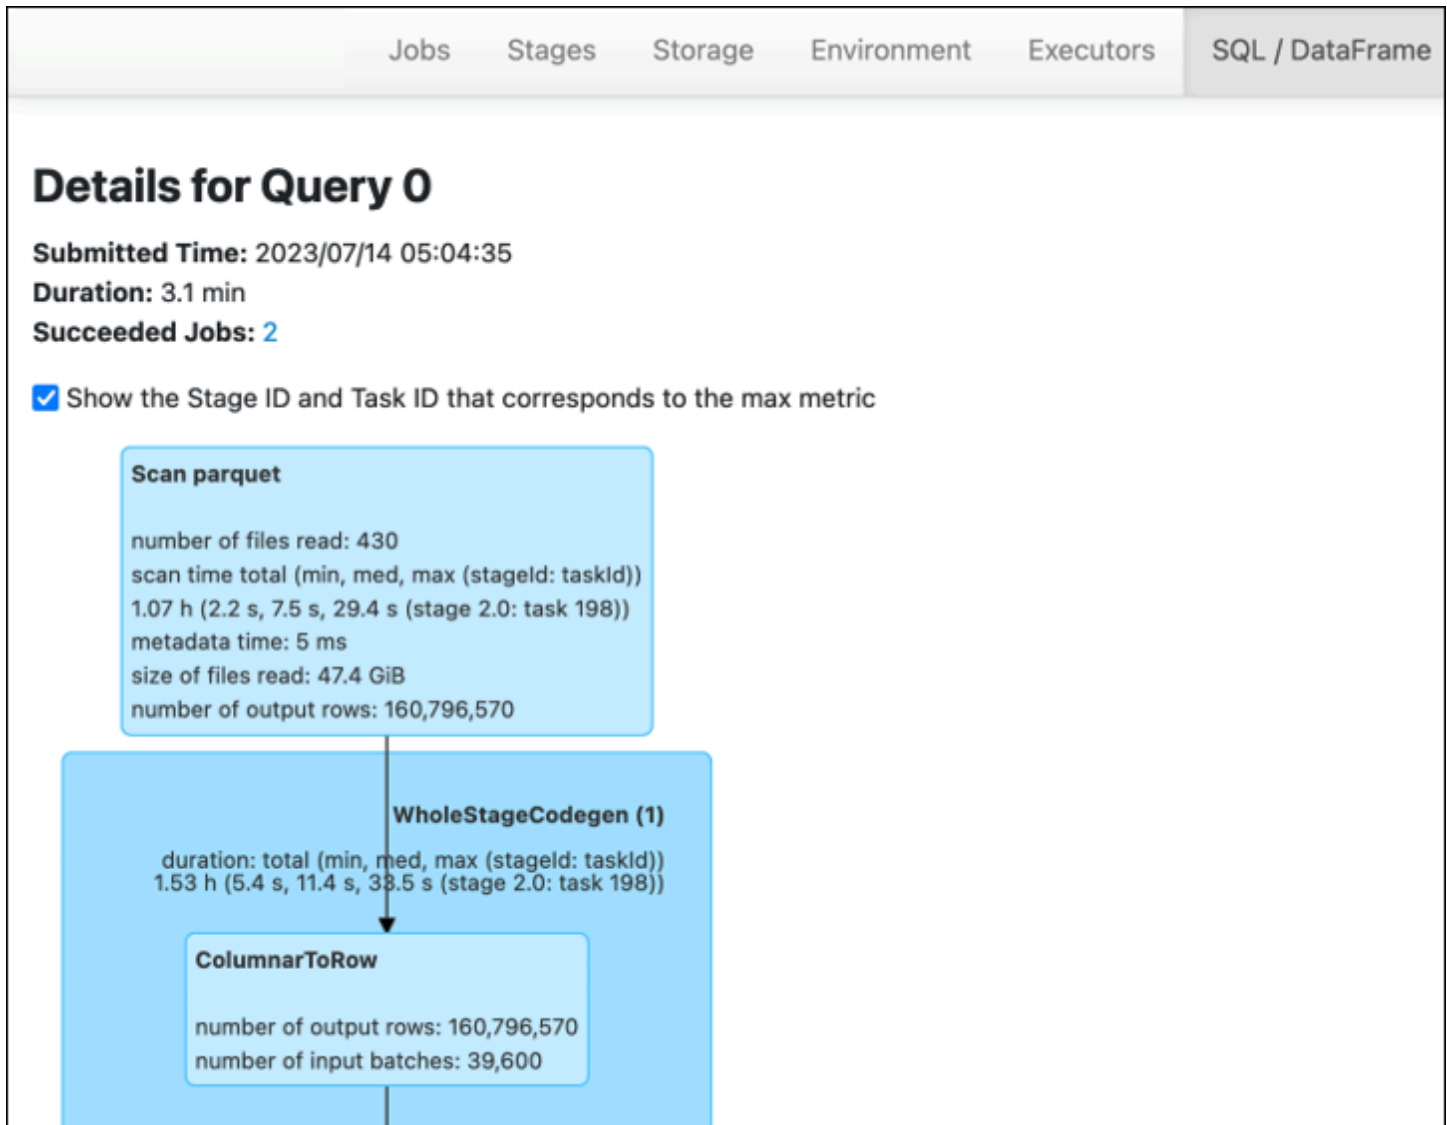 Jobs Stages Storage Environment Executors SQL / DataFrame
Details for Query 0
Submitted Time: 2023/07/14 05:04:35
Duration: 3.1 min
Succeeded Jobs: 2
Show the Stage ID and Task ID that corresponds to the max metric
Scan parquet
number of files read: 430
scan time total (min, med, max (stageId: taskId))
1.07 h (2.2 s, 7.5 s, 29.4 s (stage 2.0: task 198))
metadata time: 5 ms
size of files read: 47.4 GiB
number of output rows: 160,796,570
WholeStageCodegen (1)
duration: total (min, med, max (stageId: taskId))
1.53 h (5.4 s, 11.4 s, 33.5 s (stage 2.0: task 198))
ColumnarToRow
number of output rows: 160,796,570
number of input batches: 39,600